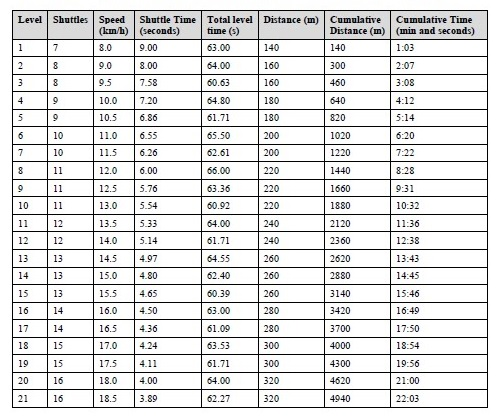 Level Shuttles Speed (km/h) Shuttle Time (seconds) Total level time (s) Distance (m) Cumulative Distance (m) Cumulative Time (min and seconds)
1 7 8.0 9.00 63.00 140 140 1:03
2 8 9.0 8.00 64.00 160 300 2:07
3 8 9.5 7.58 60.63 160 460 3:08
4 9 10.0 7.20 64.80 180 640 4:12
5 9 10.5 6.86 61.71 180 820 5:14
6 10 11.0 6.55 65.50 200 1020 6:20
7 10 11.5 6.26 62.61 200 1220 7:22
8 11 12.0 6.00 66.00 220 1440 8:28
9 11 12.5 5.76 63.36 220 1660 9:31
10 11 13.0 5.54 60.92 220 1880 10:32
11 12 13.5 5.33 64.00 240 2120 11:36
12 12 14.0 5.14 61.71 240 2360 12:38
13 13 14.5 4.97 64.55 260 2620 13:43
14 13 15.0 4.80 62.40 260 2880 14:45
15 13 15.5 4.65 60.39 260 3140 15:46
16 14 16.0 4.50 63.00 280 3420 16:49
17 14 16.5 4.36 61.09 280 3700 17:50
18 15 17.0 4.24 63.53 300 4000 18:54
19 15 17.5 4.11 61.71 300 4300 19:56
20 16 18.0 4.00 64.00 320 4620 21:00
21 16 18.5 3.89 62.27 320 4940 22:03